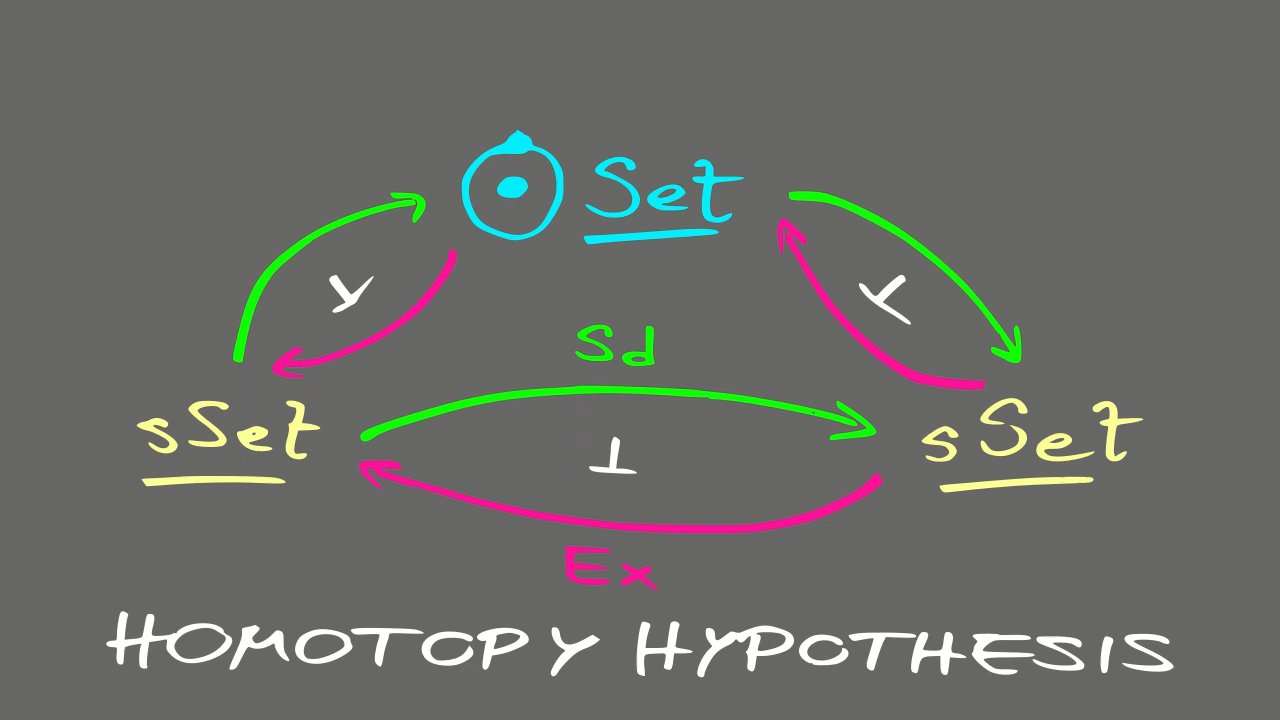 ⊙ Set
⊥ ⊥
Sd
sSet ⊥ sSet
Ex
HOMOTOPY HYPOTHESIS